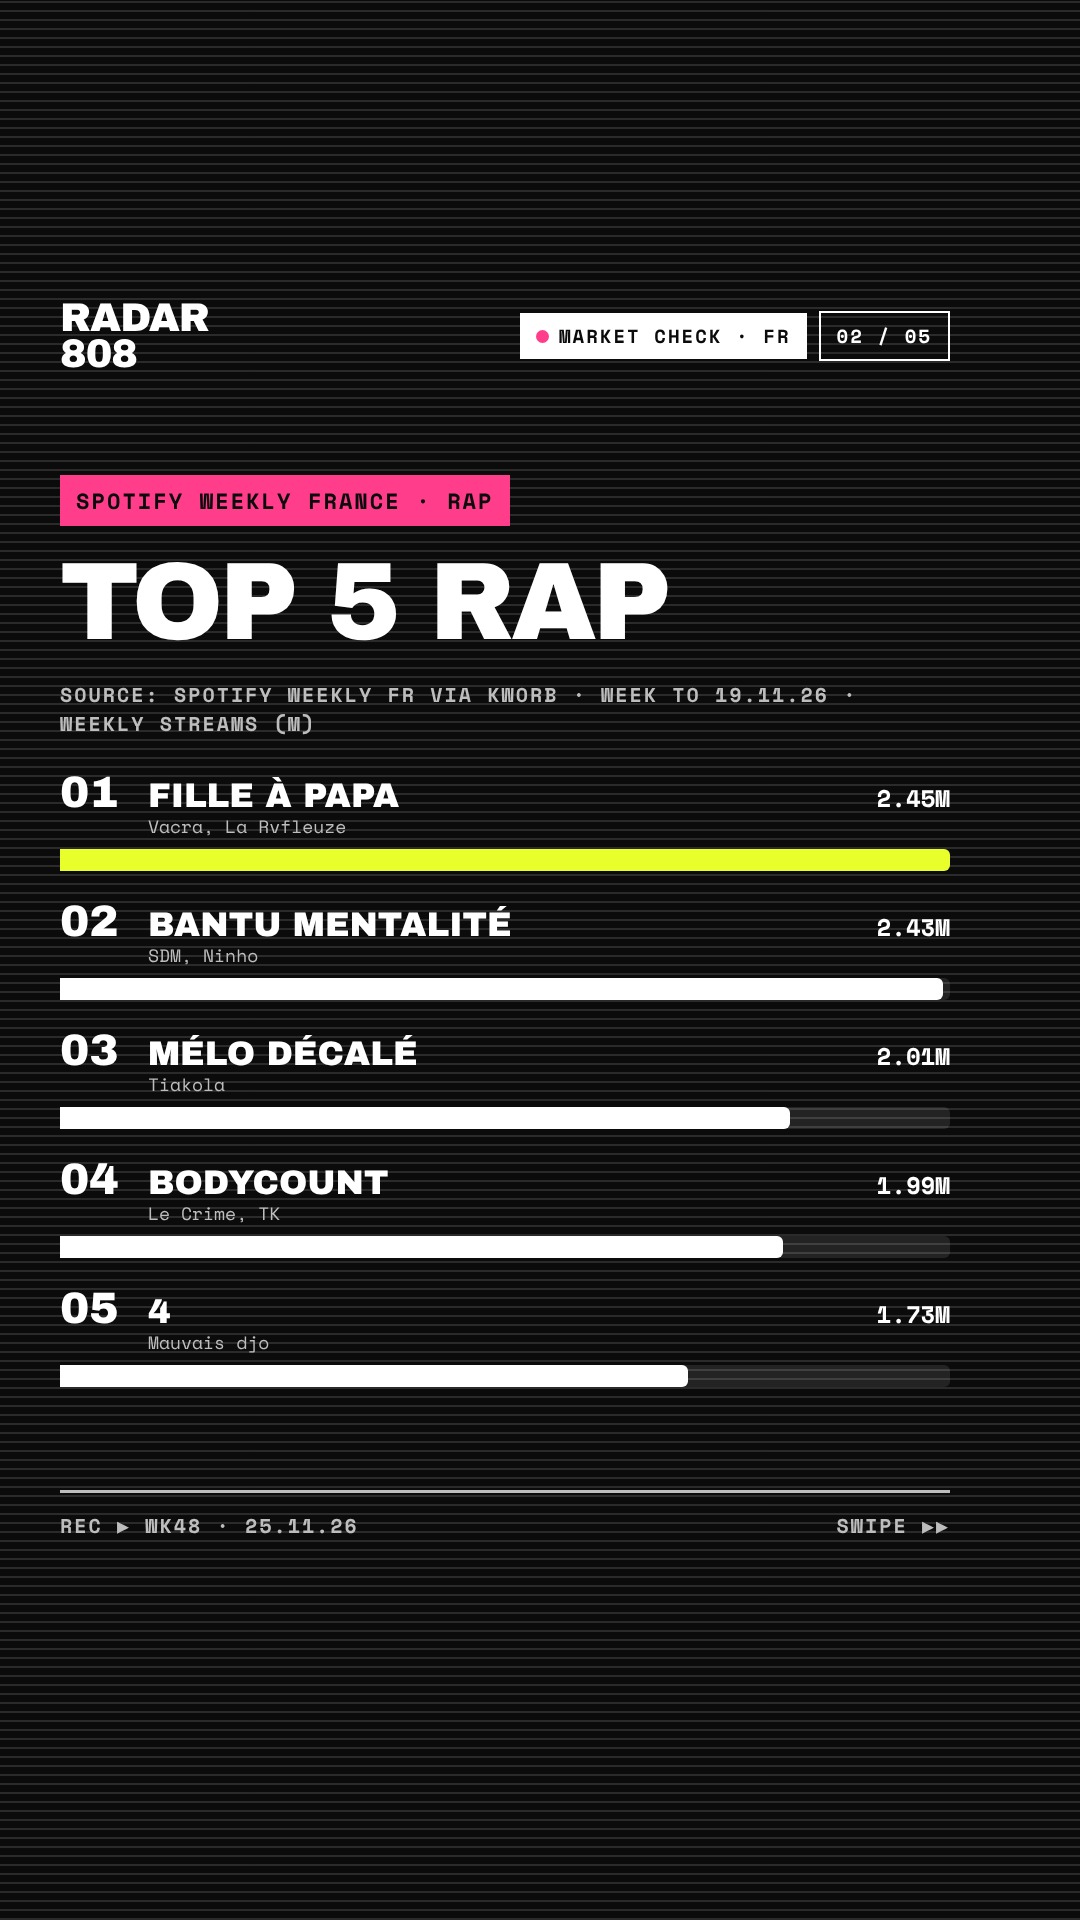 RADAR
808
MARKET CHECK · FR
02 / 05
SPOTIFY WEEKLY FRANCE · RAP
TOP 5 RAP
SOURCE: SPOTIFY WEEKLY FR VIA KWORB · WEEK TO 19.11.26 ·
WEEKLY STREAMS (M)
01 FILLE À PAPA 2.45M
Vacra, La Rvfleuze
02 BANTU MENTALITÉ 2.43M
SDM, Ninho
03 MÉLO DÉCALÉ 2.01M
Tiakola
04 BODYCOUNT 1.99M
Le Crime, TK
05 4 1.73M
Mauvais djo
REC ▶ WK48 · 25.11.26
SWIPE ▶▶